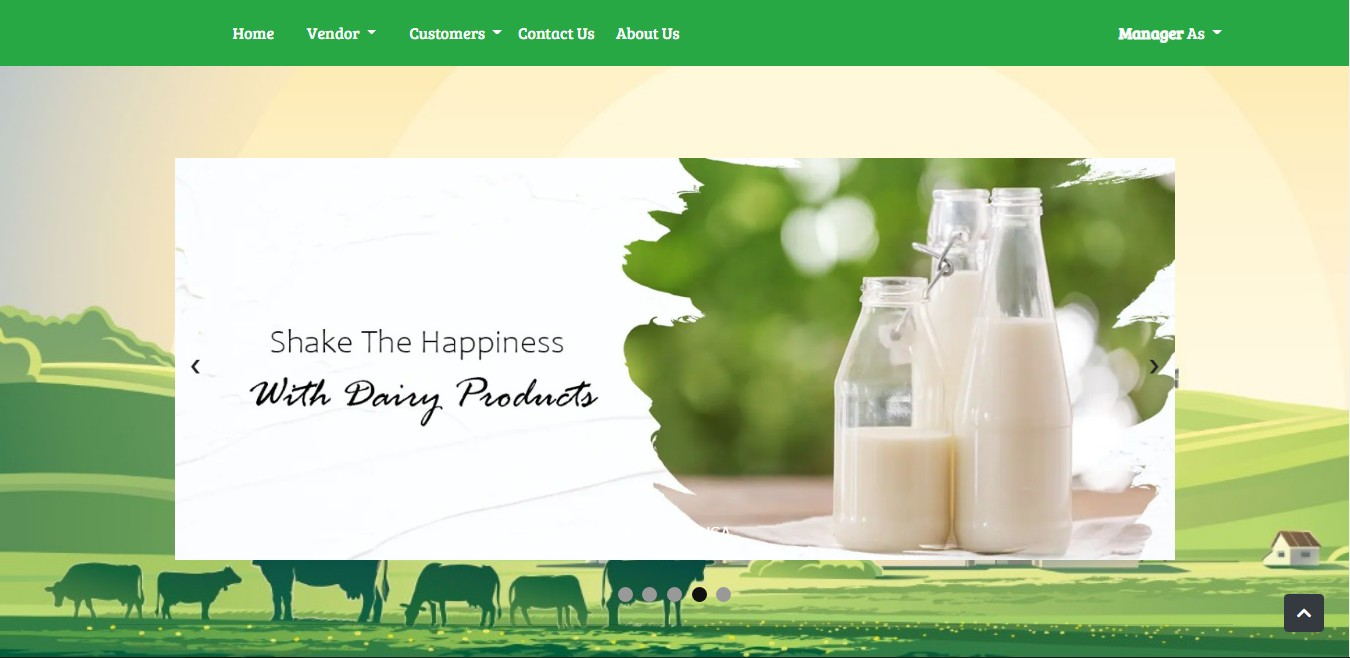 Home Vendor Customers Contact Us About Us Manager As
Shake The Happiness
With Dairy Products